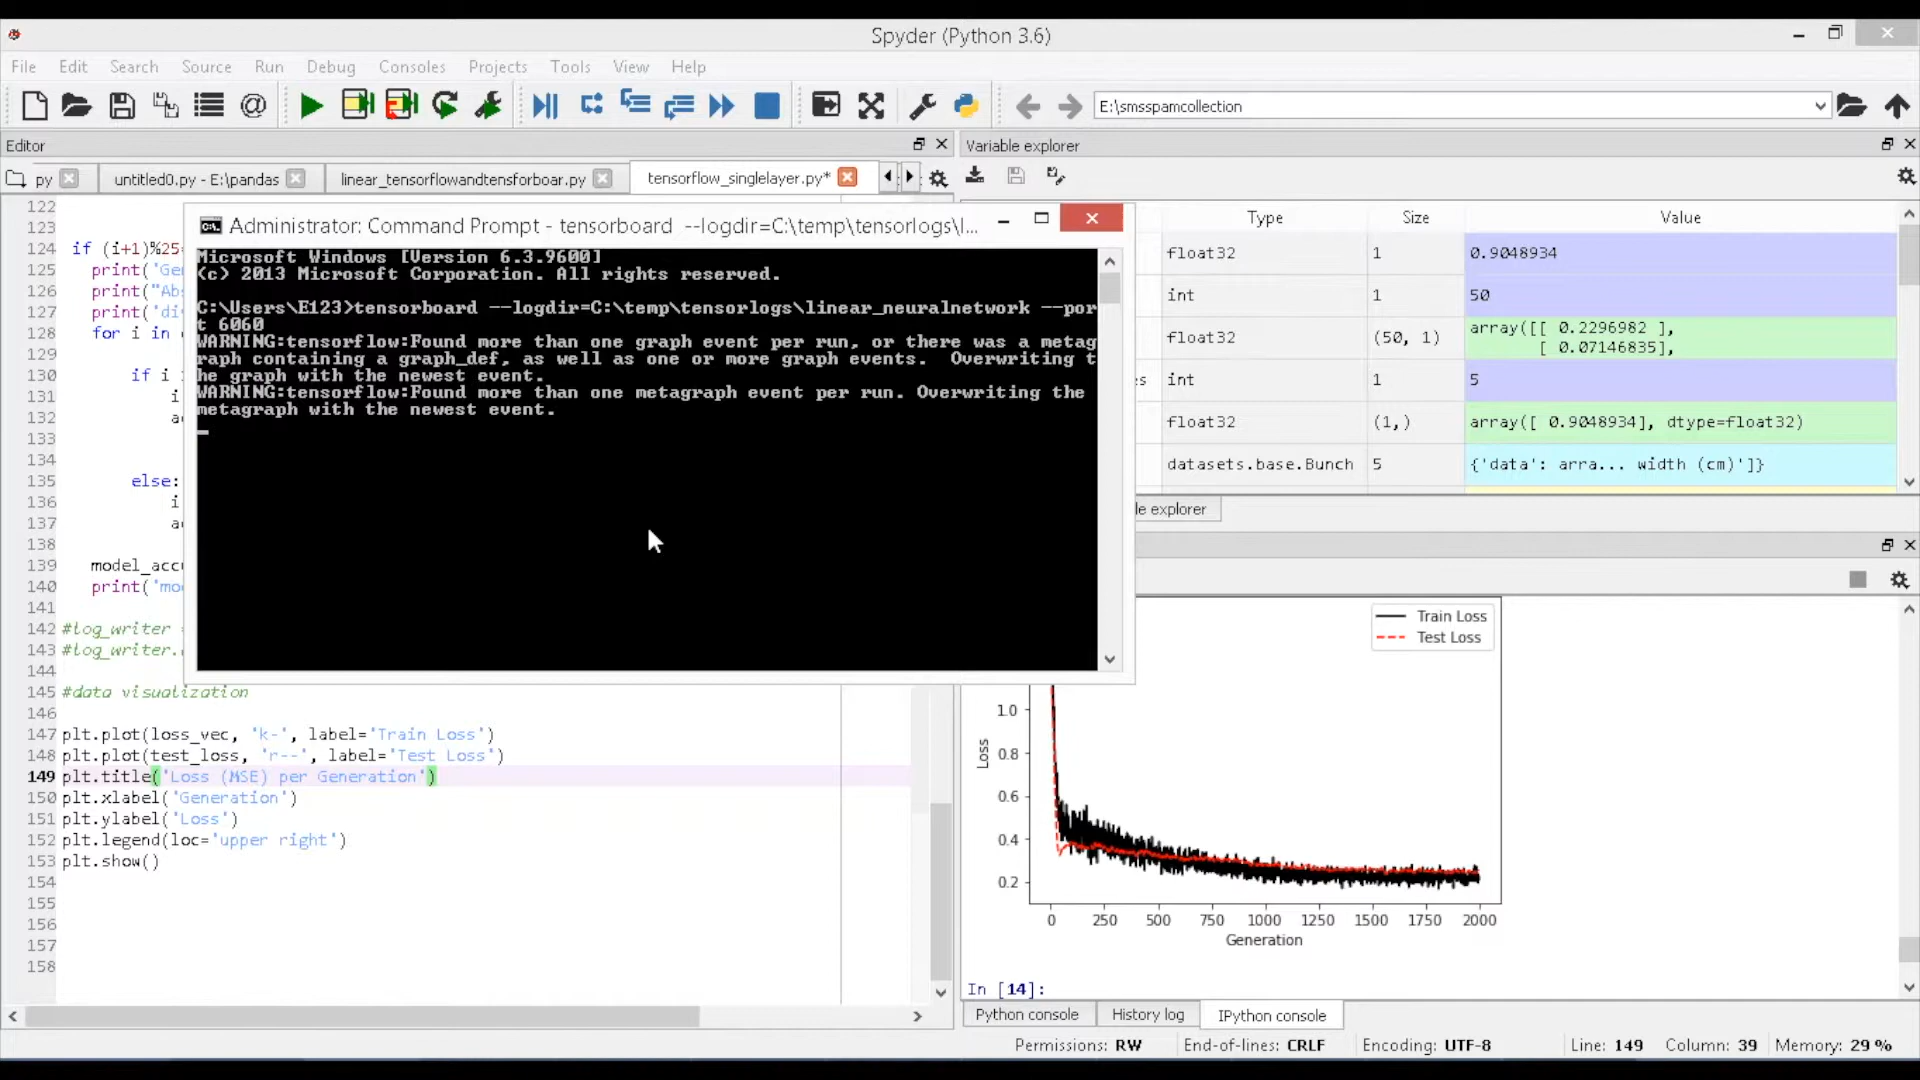 Spyder (Python 3.6)
File Edit Search Source Run Debug Consoles Projects Tools View Help
E:\smsspamcollection
Editor
Variable explorer
py
untitled0.py - E:\pandas
linear_tensorflowandtensforboar.py
tensorflow_singlelayer.py*
Type Size Value
float32 1 0.9048934
int 1 50
float32 (50, 1) array([[ 0.2296982 ],
[ 0.07146835],
int 1 5
float32 (1,) array([ 0.9048934], dtype=float32)
datasets.base.Bunch 5 {'data': arra... width (cm)']}
le explorer
Administrator: Command Prompt - tensorboard --logdir=C:\temp\tensorlogs\l...
Microsoft Windows [Version 6.3.9600]
(c) 2013 Microsoft Corporation. All rights reserved.
C:\Users\E123>tensorboard --logdir=C:\temp\tensorlogs\linear_neuralnetwork --por
t 6060
WARNING:tensorflow:Found more than one graph event per run, or there was a metag
raph containing a graph_def, as well as one or more graph events.  Overwriting t
he graph with the newest event.
WARNING:tensorflow:Found more than one metagraph event per run. Overwriting the
metagraph with the newest event.
122
123
124 if (i+1)%25
125 print('Ge
126 print("Abs
127 print('di
128 for i in
129
130 if i
131 i
132 a
133
134
135 else:
136 i
137 a
138
139 model_acc
140 print('mo
141
142 #log_writer
143 #log_writer.
144
145 #data visualization
146
147 plt.plot(loss_vec, 'k-', label='Train Loss')
148 plt.plot(test_loss, 'r--', label='Test Loss')
149 plt.title('Loss (MSE) per Generation')
150 plt.xlabel('Generation')
151 plt.ylabel('Loss')
152 plt.legend(loc='upper right')
153 plt.show()
154
155
156
157
158
Train Loss
Test Loss
1.0
0.8
0.6
0.4
0.2
Loss
0 250 500 750 1000 1250 1500 1750 2000
Generation
In [14]:
Python console History log IPython console
Permissions: RW End-of-lines: CRLF Encoding: UTF-8 Line: 149 Column: 39 Memory: 29 %